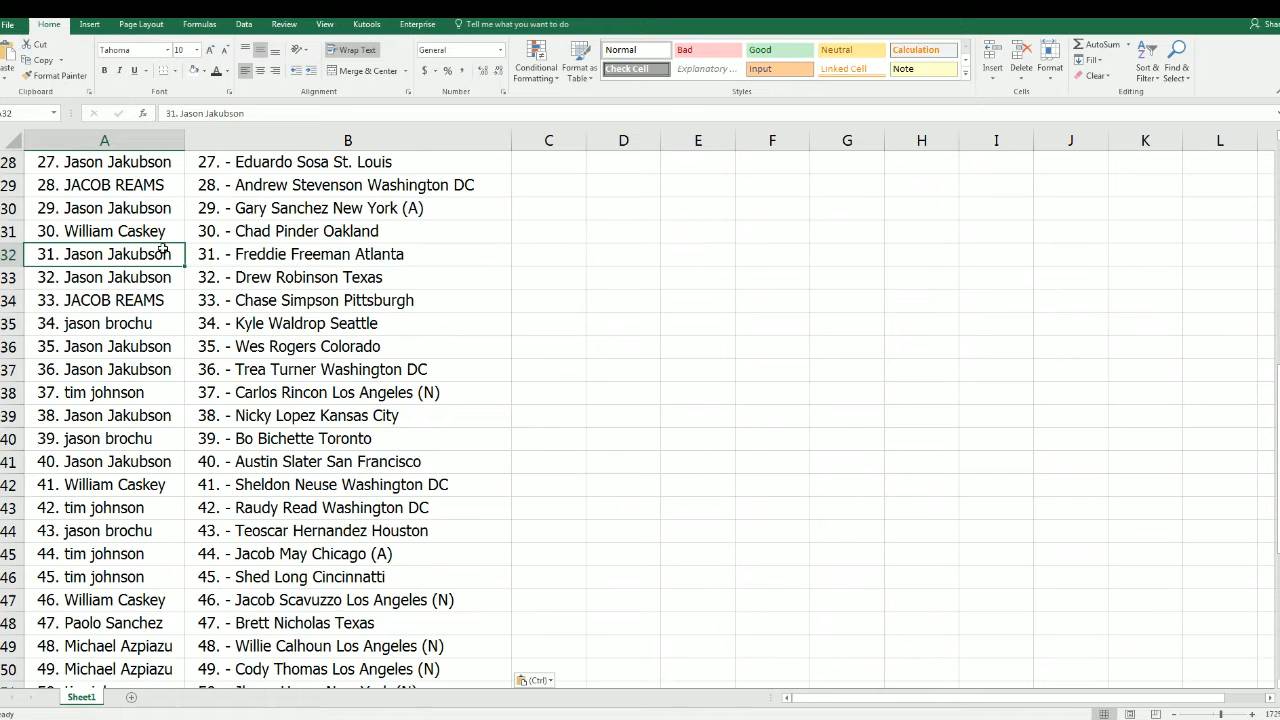 File Home Insert Page Layout Formulas Data Review View Kutools Enterprise Tell me what you want to do
Cut
Copy
Format Painter
Clipboard
Tahoma 10 A A
B I U A
Font
Wrap Text
Merge & Center
Alignment
General
$ % ,
Number
Conditional Formatting
Format as Table
Normal Bad Good Neutral Calculation
Check Cell Explanatory ... Input Linked Cell Note
Styles
Insert Delete Format
Cells
AutoSum
Fill
Clear
Sort & Filter
Find & Select
Editing
A32 fx 31. Jason Jakubson
A B C D E F G H I J K L
28 27. Jason Jakubson 27. - Eduardo Sosa St. Louis
29 28. JACOB REAMS 28. - Andrew Stevenson Washington DC
30 29. Jason Jakubson 29. - Gary Sanchez New York (A)
31 30. William Caskey 30. - Chad Pinder Oakland
32 31. Jason Jakubson 31. - Freddie Freeman Atlanta
33 32. Jason Jakubson 32. - Drew Robinson Texas
34 33. JACOB REAMS 33. - Chase Simpson Pittsburgh
35 34. jason brochu 34. - Kyle Waldrop Seattle
36 35. Jason Jakubson 35. - Wes Rogers Colorado
37 36. Jason Jakubson 36. - Trea Turner Washington DC
38 37. tim johnson 37. - Carlos Rincon Los Angeles (N)
39 38. Jason Jakubson 38. - Nicky Lopez Kansas City
40 39. jason brochu 39. - Bo Bichette Toronto
41 40. Jason Jakubson 40. - Austin Slater San Francisco
42 41. William Caskey 41. - Sheldon Neuse Washington DC
43 42. tim johnson 42. - Raudy Read Washington DC
44 43. jason brochu 43. - Teoscar Hernandez Houston
45 44. tim johnson 44. - Jacob May Chicago (A)
46 45. tim johnson 45. - Shed Long Cincinnatti
47 46. William Caskey 46. - Jacob Scavuzzo Los Angeles (N)
48 47. Paolo Sanchez 47. - Brett Nicholas Texas
49 48. Michael Azpiazu 48. - Willie Calhoun Los Angeles (N)
50 49. Michael Azpiazu 49. - Cody Thomas Los Angeles (N)
(Ctrl)
Sheet1